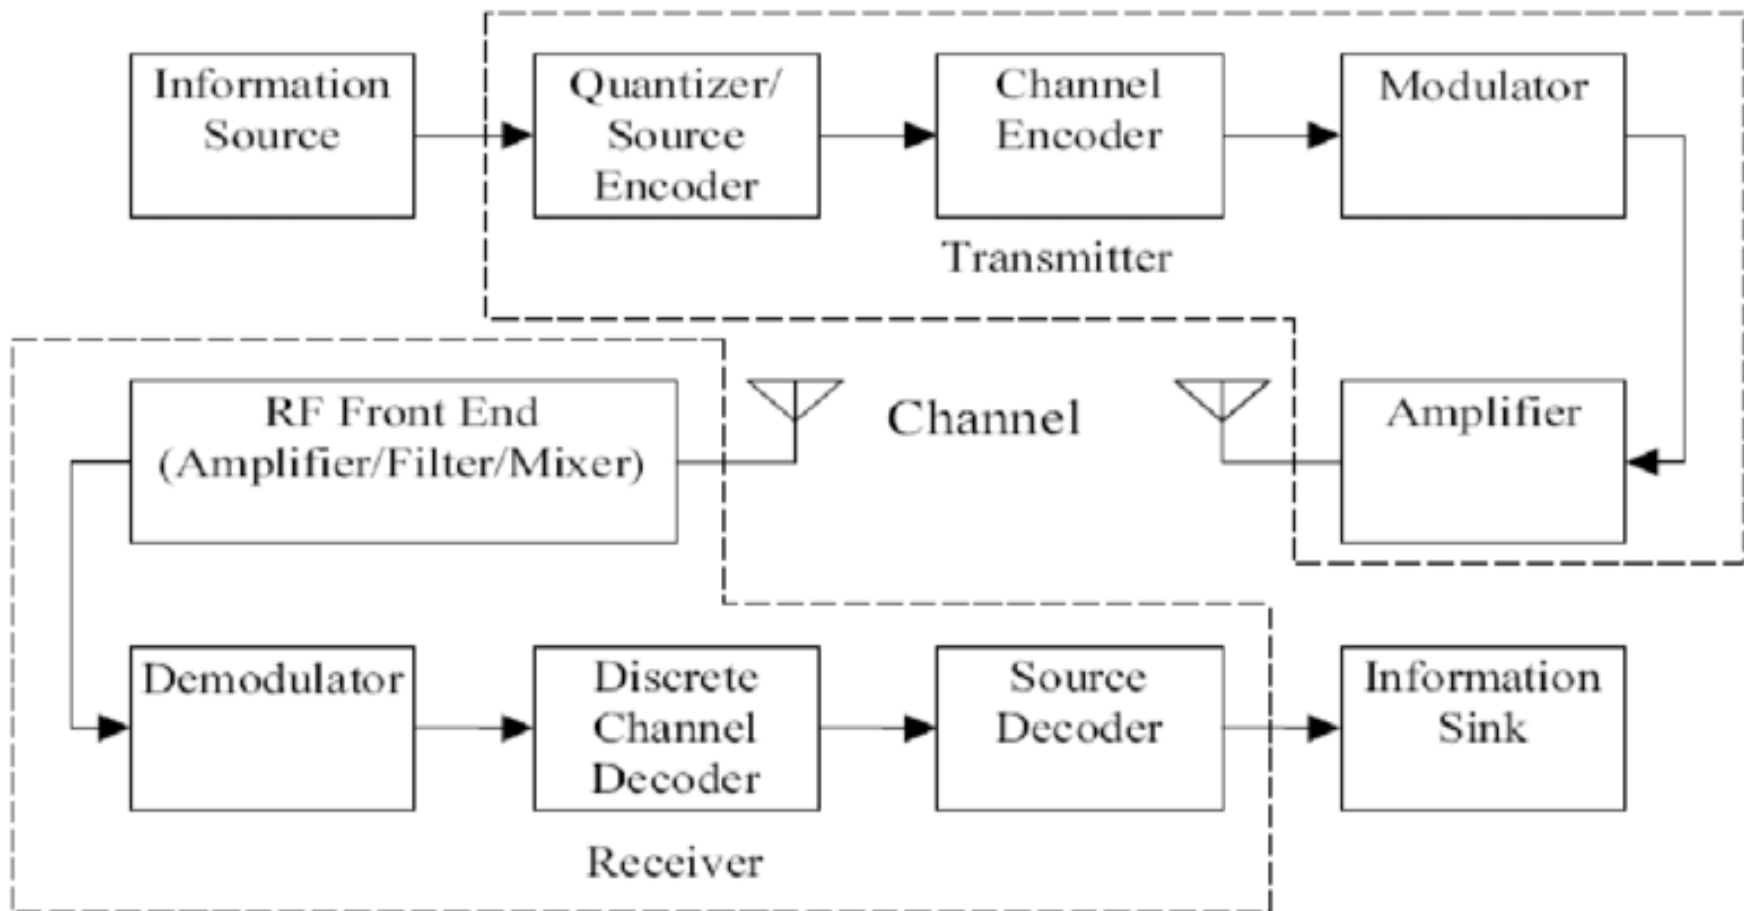 Information
Source
Quantizer/
Source
Encoder
Channel
Encoder
Modulator
Transmitter
RF Front End
(Amplifier/Filter/Mixer)
Channel
Amplifier
Demodulator
Discrete
Channel
Decoder
Source
Decoder
Information
Sink
Receiver